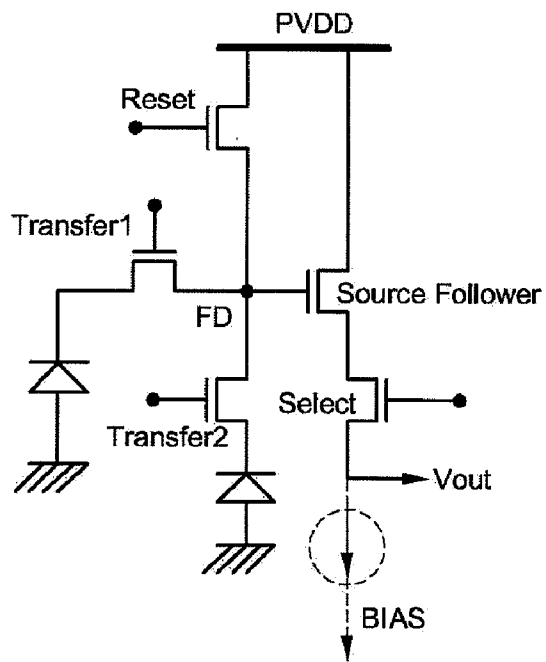 PVDD
Reset
Transfer1
FD
Source Follower
Select
Transfer2
Vout
BIAS